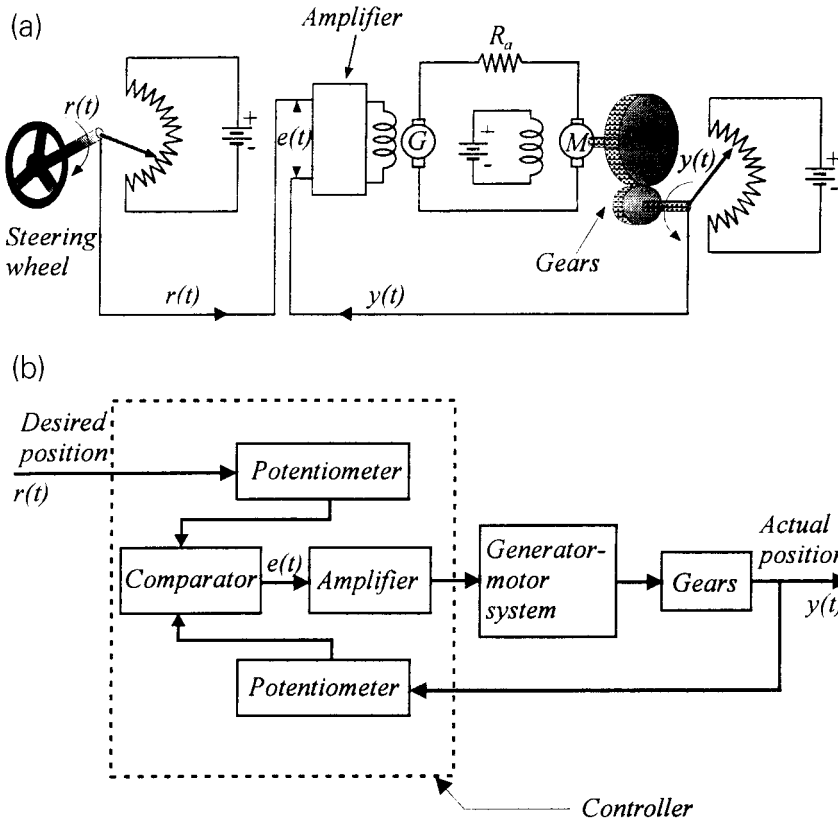 (a)
Amplifier
R_a
r(t)
+
-
e(t)
G
+
-
M
y(t)
+
-
Steering
wheel
Gears
r(t)
y(t)
(b)
Desired
position
r(t)
Potentiometer
Comparator
e(t)
Amplifier
Generator-
motor
system
Gears
Actual
position
y(t)
Potentiometer
Controller